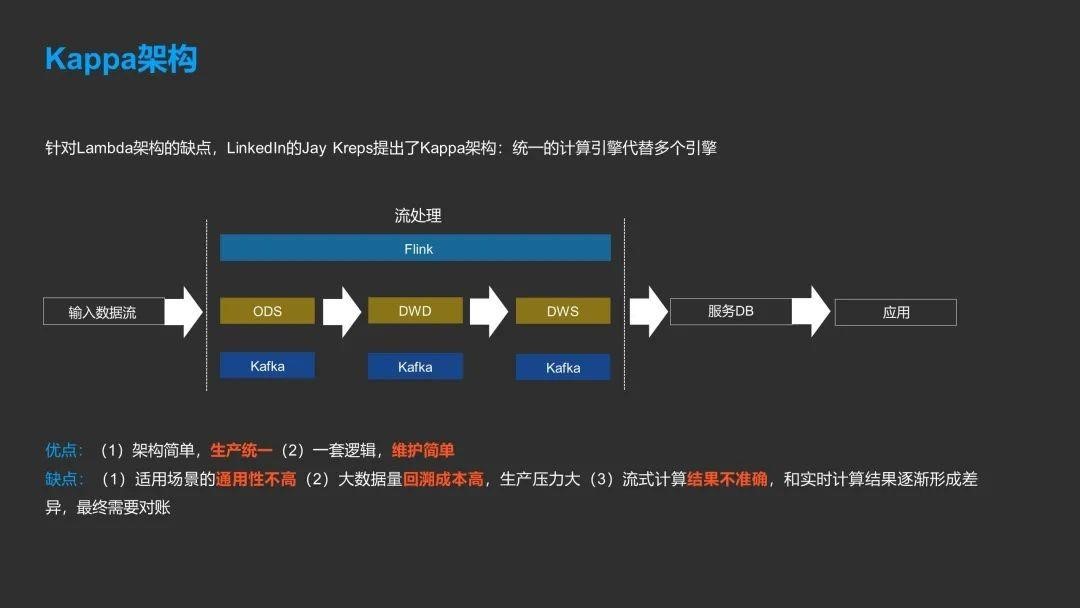 Kappa架构
针对Lambda架构的缺点，LinkedIn的Jay Kreps提出了Kappa架构：统一的计算引擎代替多个引擎
流处理
Flink
输入数据流
ODS
DWD
DWS
服务DB
应用
Kafka
Kafka
Kafka
优点：（1）架构简单，生产统一（2）一套逻辑，维护简单
缺点：（1）适用场景的通用性不高（2）大数据量回溯成本高，生产压力大（3）流式计算结果不准确，和实时计算结果逐渐形成差
异，最终需要对账